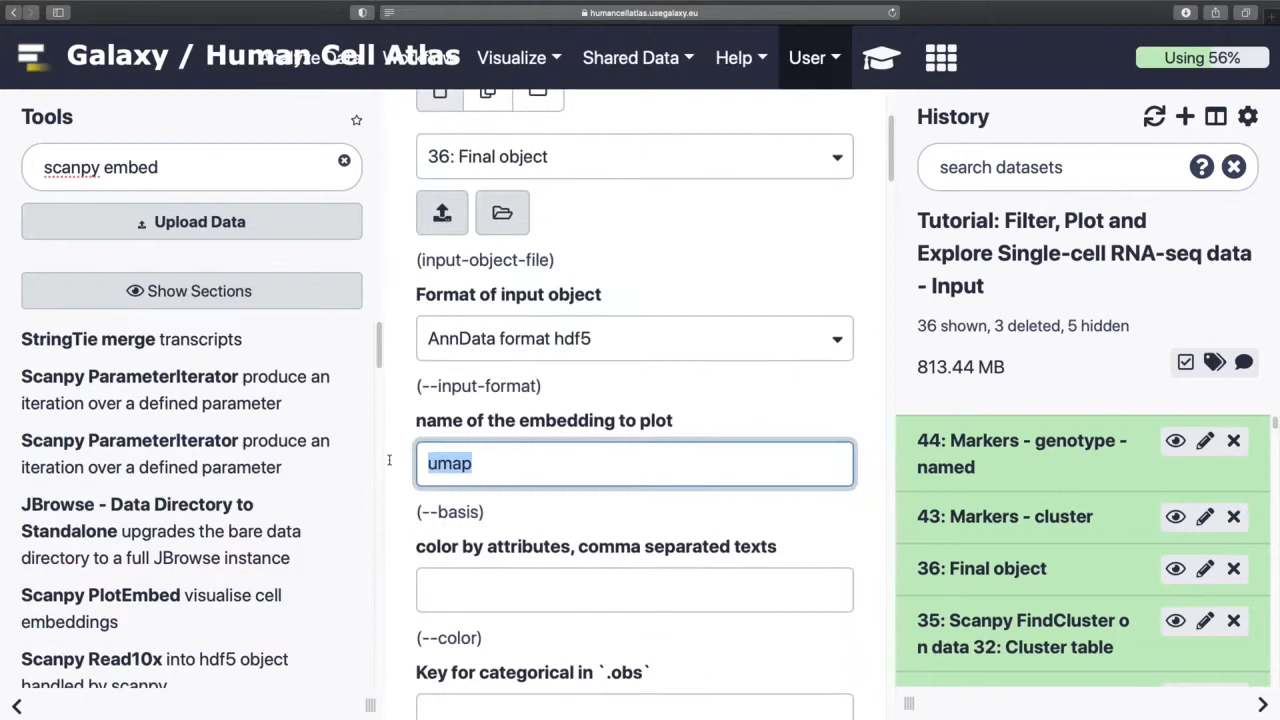 humancellatlas.usegalaxy.eu
Galaxy / Human Cell Atlas
Visualize
Shared Data
Help
User
Using 56%
Tools
scanpy embed
Upload Data
Show Sections
StringTie merge transcripts
Scanpy ParameterIterator produce an
iteration over a defined parameter
Scanpy ParameterIterator produce an
iteration over a defined parameter
JBrowse - Data Directory to
Standalone upgrades the bare data
directory to a full JBrowse instance
Scanpy PlotEmbed visualise cell
embeddings
Scanpy Read10x into hdf5 object
handled by scanpy
36: Final object
(input-object-file)
Format of input object
AnnData format hdf5
(--input-format)
name of the embedding to plot
umap
(--basis)
color by attributes, comma separated texts
(--color)
Key for categorical in `.obs`
History
search datasets
Tutorial: Filter, Plot and
Explore Single-cell RNA-seq data
- Input
36 shown, 3 deleted, 5 hidden
813.44 MB
44: Markers - genotype -
named
43: Markers - cluster
36: Final object
35: Scanpy FindCluster o
n data 32: Cluster table